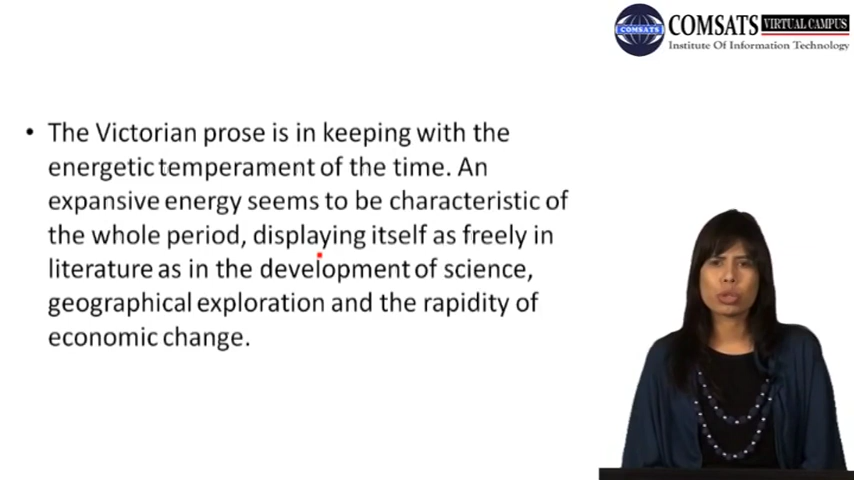 COMSATS VIRTUAL CAMPUS
COMSATS
Institute Of Information Technology
• The Victorian prose is in keeping with the
energetic temperament of the time. An
expansive energy seems to be characteristic of
the whole period, displaying itself as freely in
literature as in the development of science,
geographical exploration and the rapidity of
economic change.